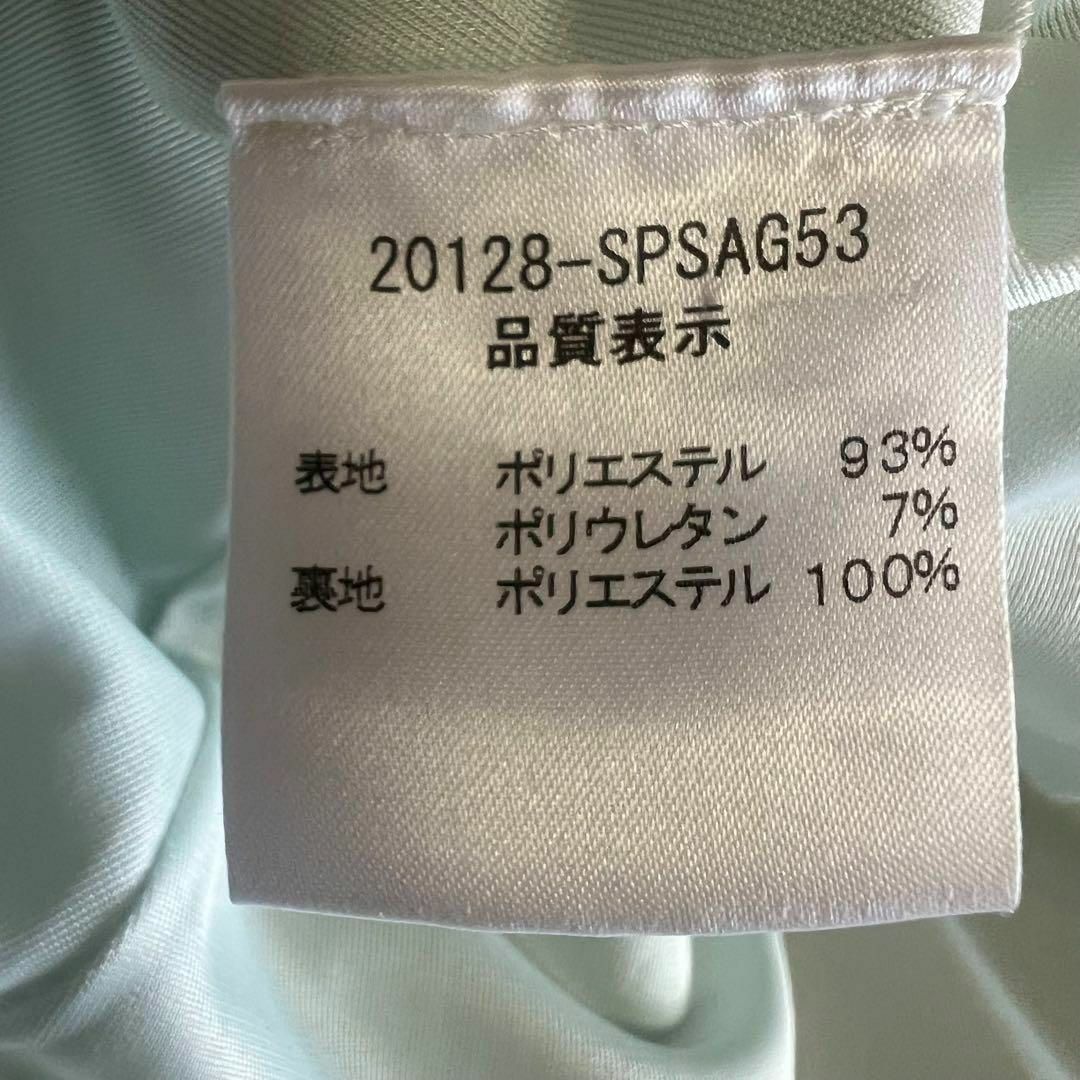 20128-SPSAG53
品質表示
表地 ポリエステル 93%
ポリウレタン 7%
裏地 ポリエステル 100%